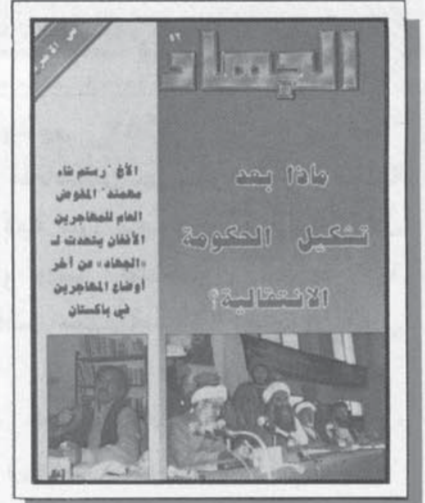 ٥٢
الجهاد
ماذا بعد
تشكيل الحكومة
الانتقالية؟
الأخ "رستم شاه
مهمند" المفوض
العام للمهاجرين
الأفغان يتحدث لـ
«الجهاد» عن آخر
أوضاع المهاجرين
في باكستان